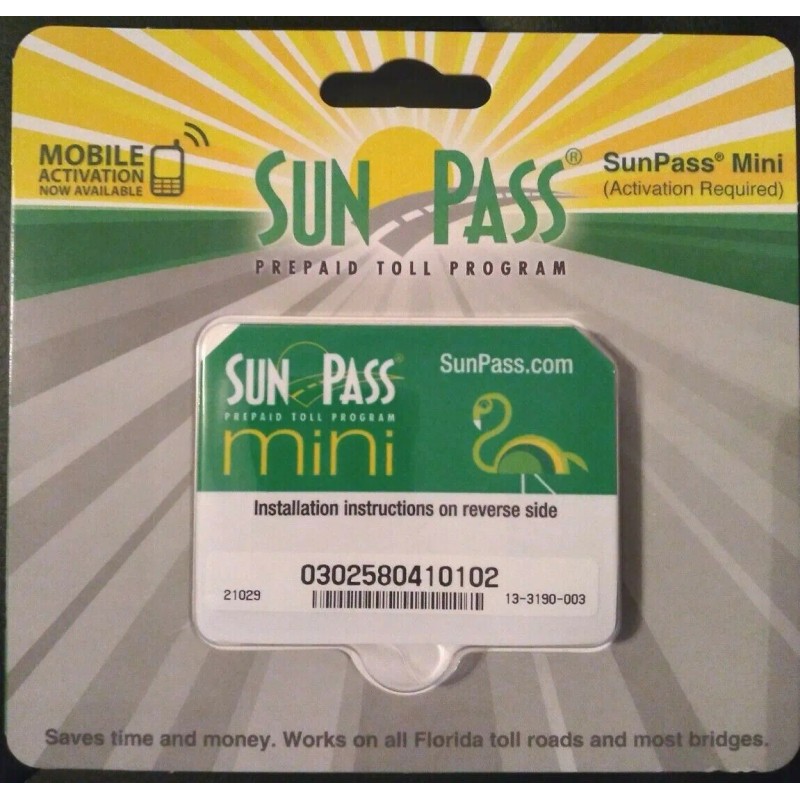 MOBILE
ACTIVATION
NOW AVAILABLE
SUN PASS®
PREPAID TOLL PROGRAM
SunPass® Mini
(Activation Required)
SUN PASS®
PREPAID TOLL PROGRAM
mini
SunPass.com
Installation instructions on reverse side
0302580410102
21029
13-3190-003
Saves time and money. Works on all Florida toll roads and most bridges.